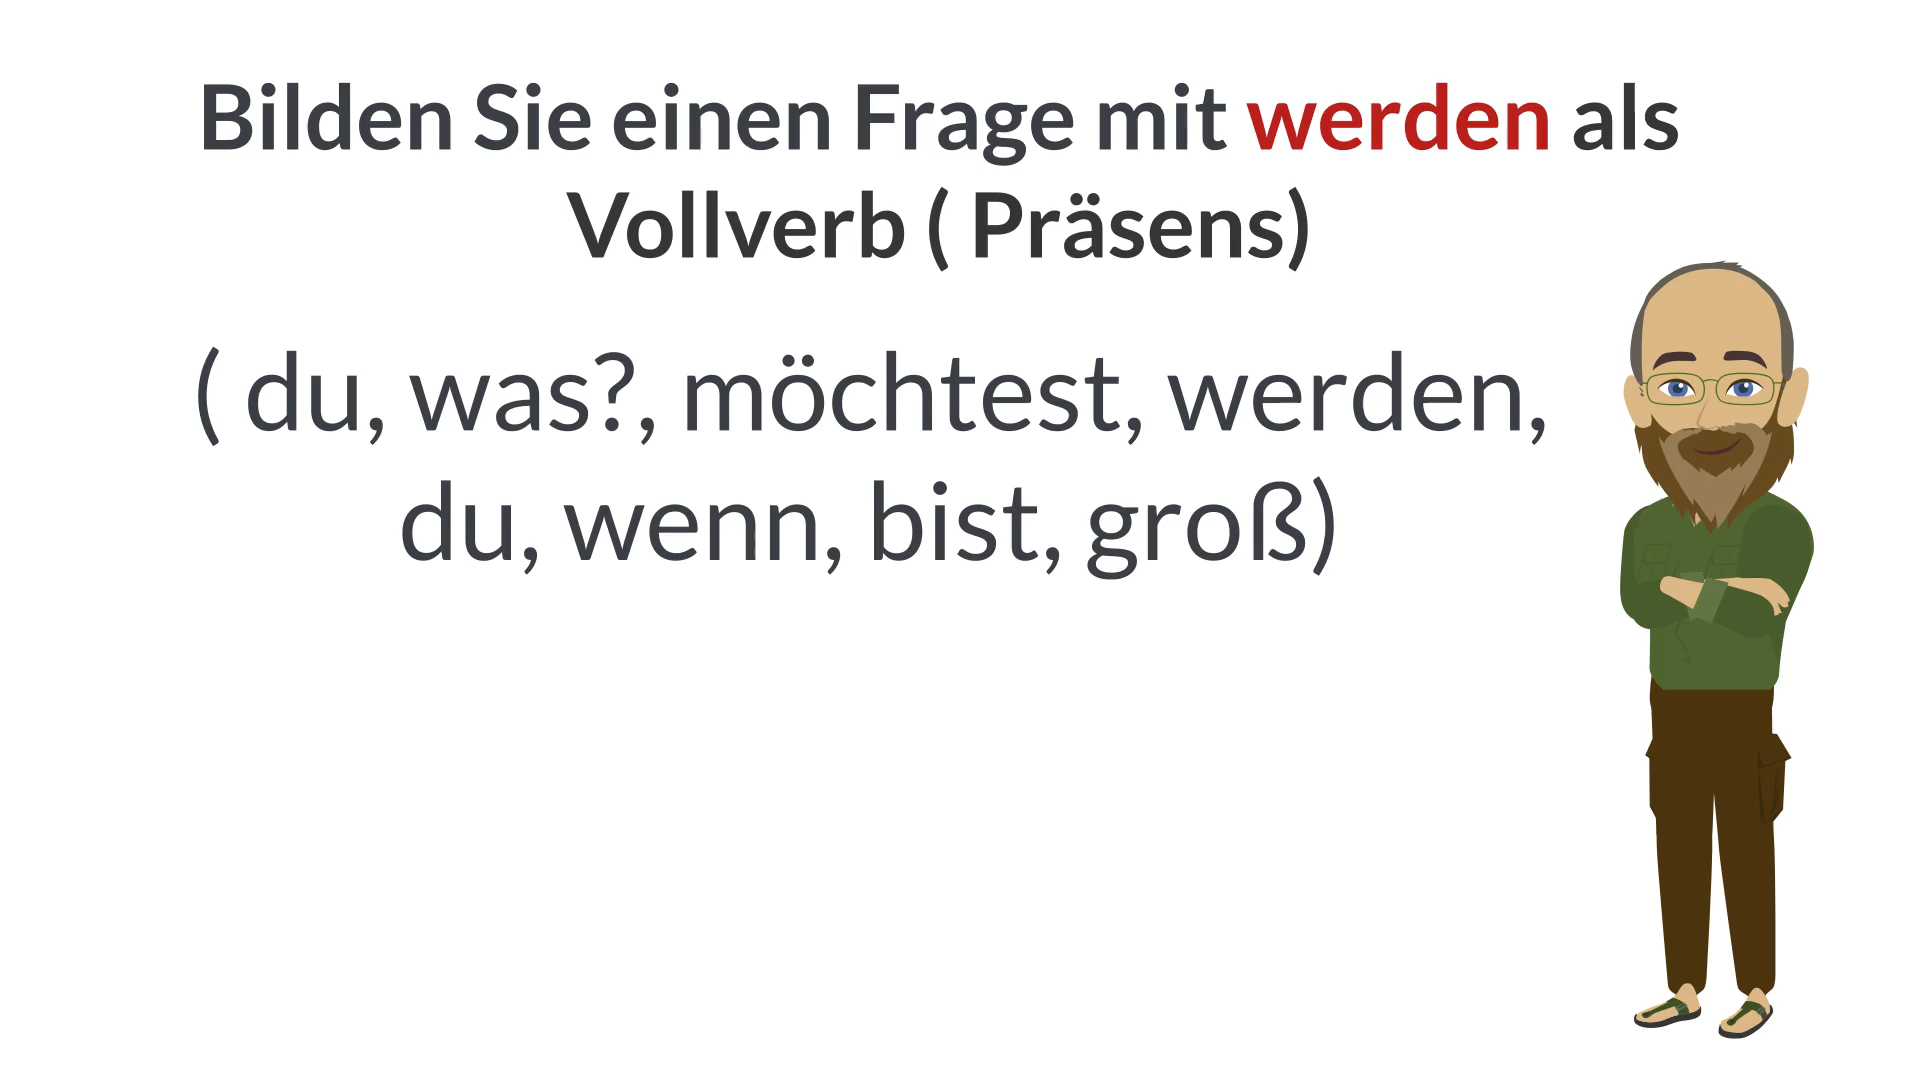 Bilden Sie einen Frage mit werden als
Vollverb ( Präsens)
( du, was?, möchtest, werden,
du, wenn, bist, groß)